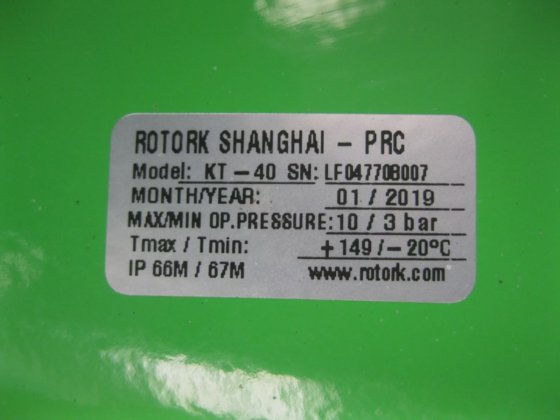 ROTORK SHANGHAI – PRC
Model: KT – 40 SN: LF04770B007
MONTH/YEAR: 01 / 2019
MAX/MIN OP.PRESSURE: 10 / 3 bar
Tmax / Tmin: +149/–20°C
IP 66M / 67M www.rotork.com